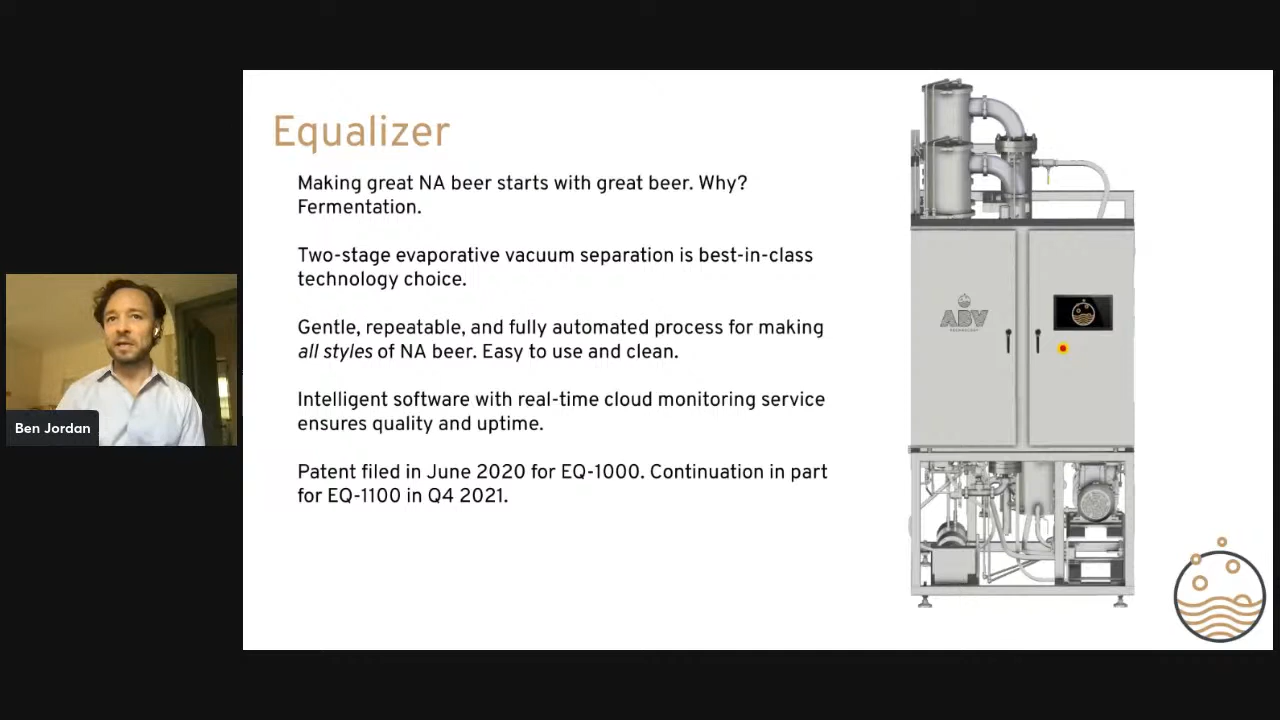 Equalizer
Making great NA beer starts with great beer. Why?
Fermentation.
Two-stage evaporative vacuum separation is best-in-class
technology choice.
Gentle, repeatable, and fully automated process for making
all styles of NA beer. Easy to use and clean.
Intelligent software with real-time cloud monitoring service
ensures quality and uptime.
Patent filed in June 2020 for EQ-1000. Continuation in part
for EQ-1100 in Q4 2021.
ABV
TECHNOLOGY
Ben Jordan